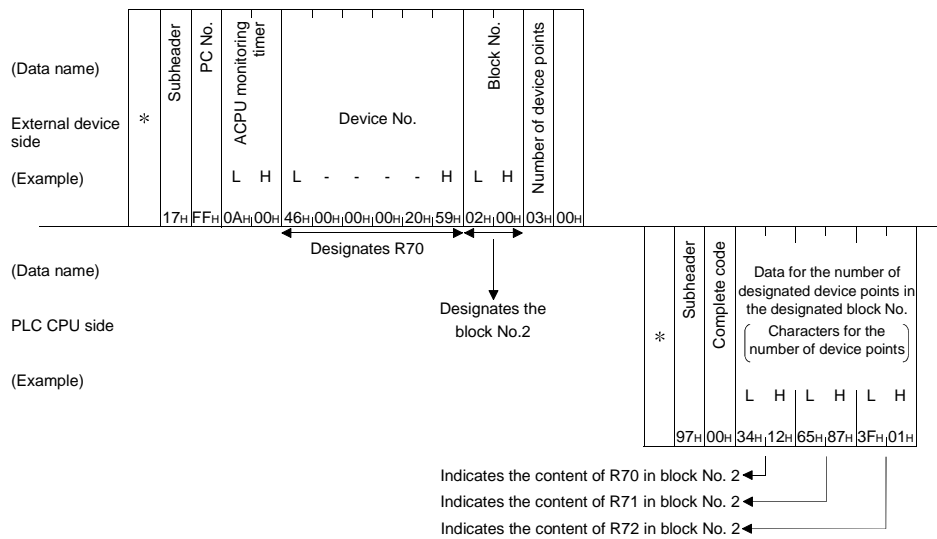 (Data name)
External device
side
(Example)
*
Subheader
PC No.
ACPU monitoring
timer
Device No.
Block No.
Number of device points
L H L - - - - H L H
17H FFH 0AH 00H 46H 00H 00H 00H 20H 59H 02H 00H 03H 00H
Designates R70
Designates the
block No.2
(Data name)
PLC CPU side
(Example)
*
Subheader
Complete code
Data for the number of
designated device points in
the designated block No.
Characters for the
number of device points
L H L H L H
97H 00H 34H 12H 65H 87H 3FH 01H
Indicates the content of R70 in block No. 2
Indicates the content of R71 in block No. 2
Indicates the content of R72 in block No. 2